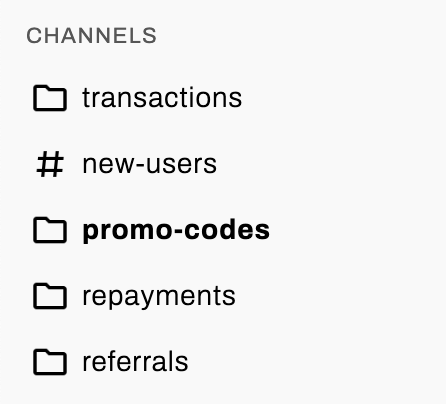 CHANNELS
transactions
# new-users
promo-codes
repayments
referrals